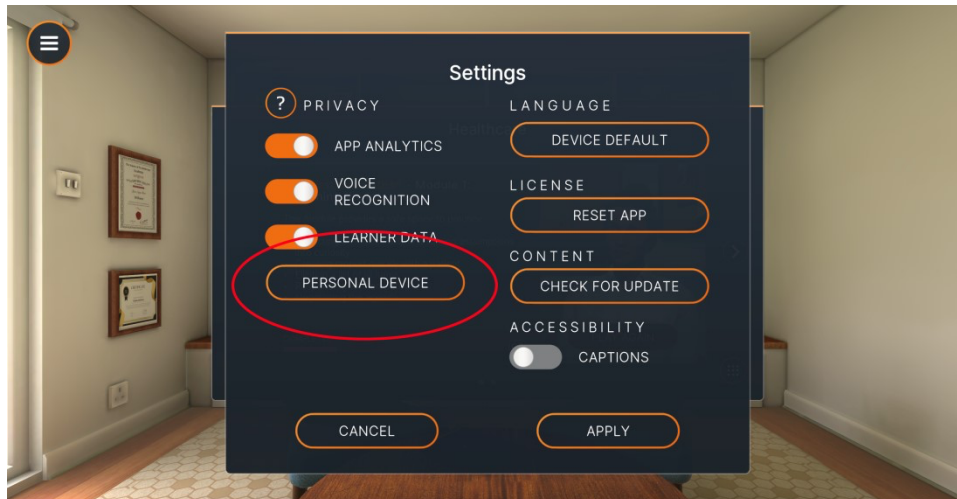 Settings
?
PRIVACY
APP ANALYTICS
VOICE
RECOGNITION
LEARNER DATA
PERSONAL DEVICE
LANGUAGE
DEVICE DEFAULT
LICENSE
RESET APP
CONTENT
CHECK FOR UPDATE
ACCESSIBILITY
CAPTIONS
CANCEL
APPLY